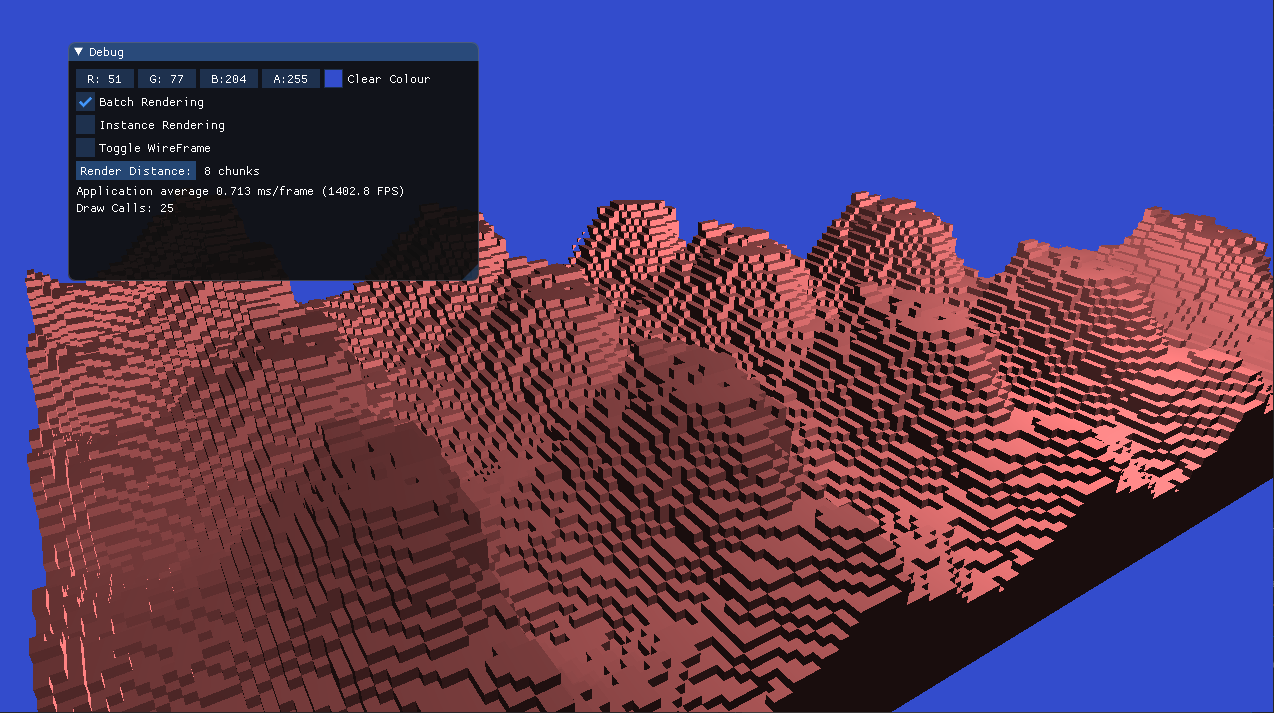 Debug
R: 51 G: 77 B:204 A:255 Clear Colour
Batch Rendering
Instance Rendering
Toggle WireFrame
Render Distance: 8 chunks
Application average 0.713 ms/frame (1402.8 FPS)
Draw Calls: 25